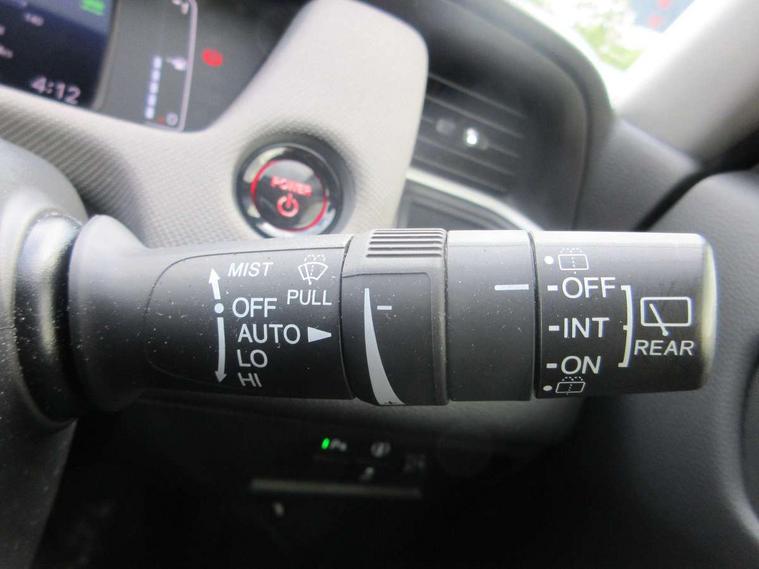 4:12
POWER
MIST
PULL
OFF
AUTO
LO
HI
OFF
INT
ON
REAR